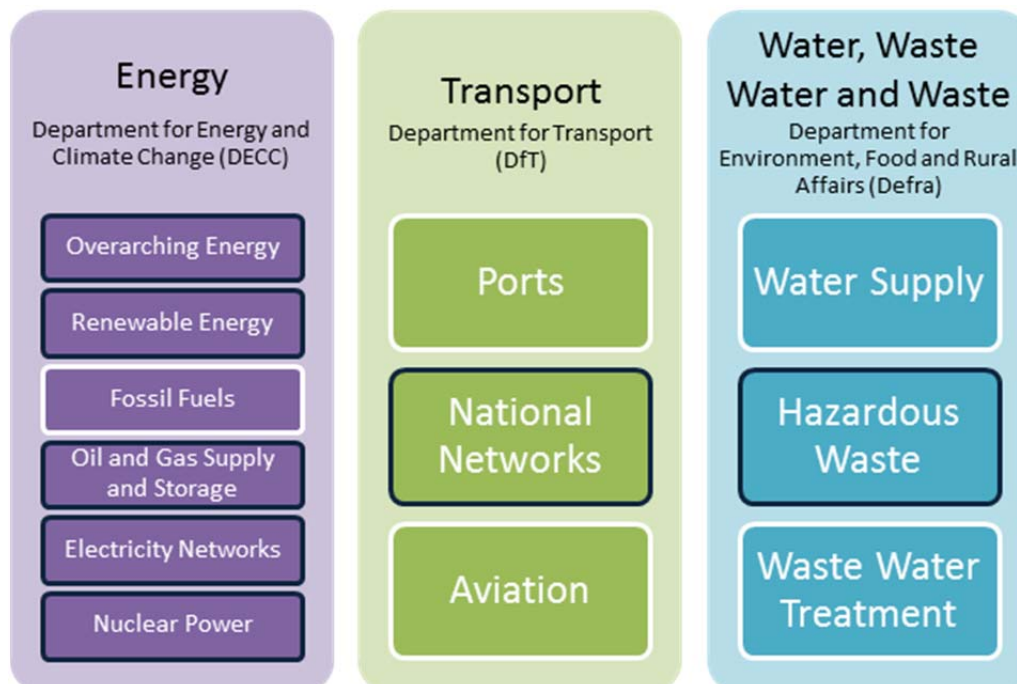 Energy
Department for Energy and
Climate Change (DECC)
Overarching Energy
Renewable Energy
Fossil Fuels
Oil and Gas Supply
and Storage
Electricity Networks
Nuclear Power
Transport
Department for Transport
(DfT)
Ports
National
Networks
Aviation
Water, Waste
Water and Waste
Department for
Environment, Food and Rural
Affairs (Defra)
Water Supply
Hazardous
Waste
Waste Water
Treatment